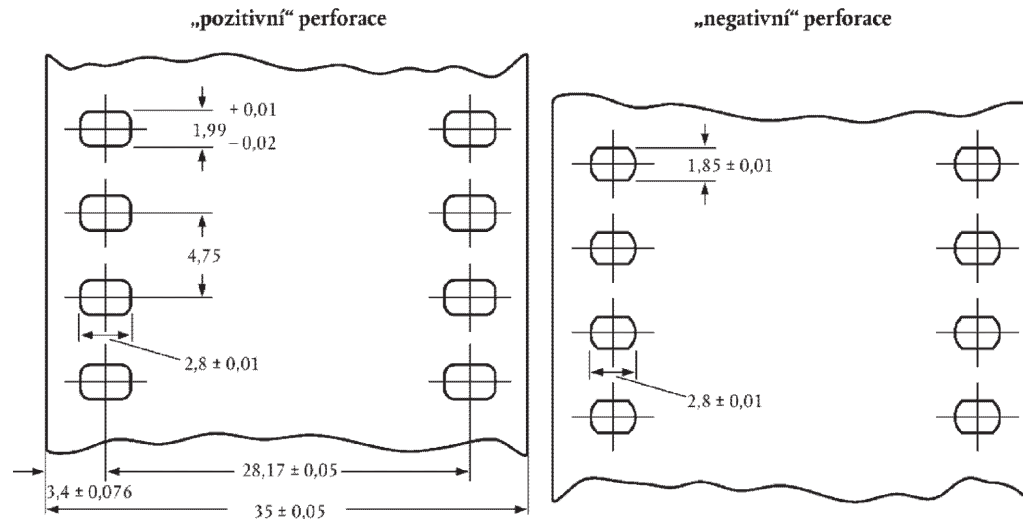 „pozitivní“ perforace
+ 0,01
1,99
– 0,02
4,75
2,8 ± 0,01
28,17 ± 0,05
3,4 ± 0,076
35 ± 0,05
„negativní“ perforace
1,85 ± 0,01
2,8 ± 0,01